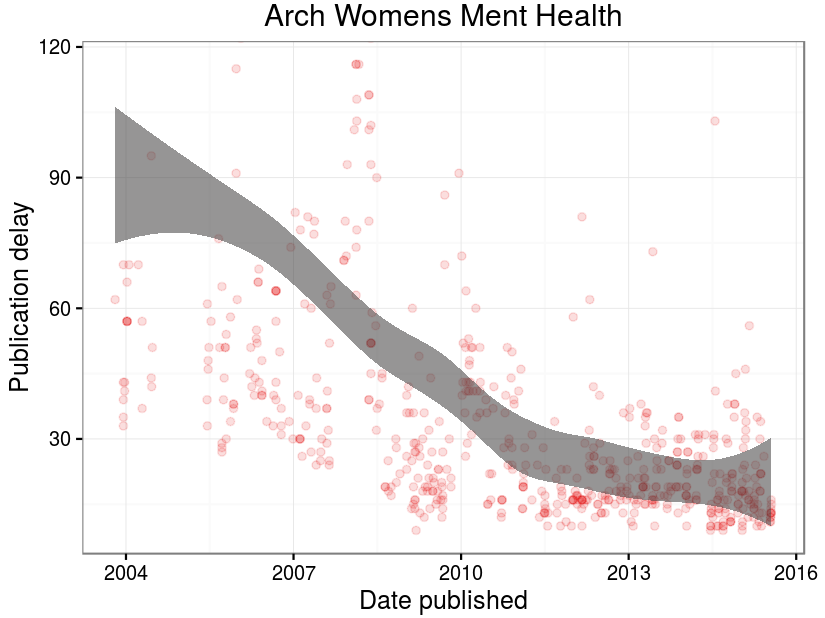 Arch Womens Ment Health
Publication delay
120
90
60
30
2004 2007 2010 2013 2016
Date published